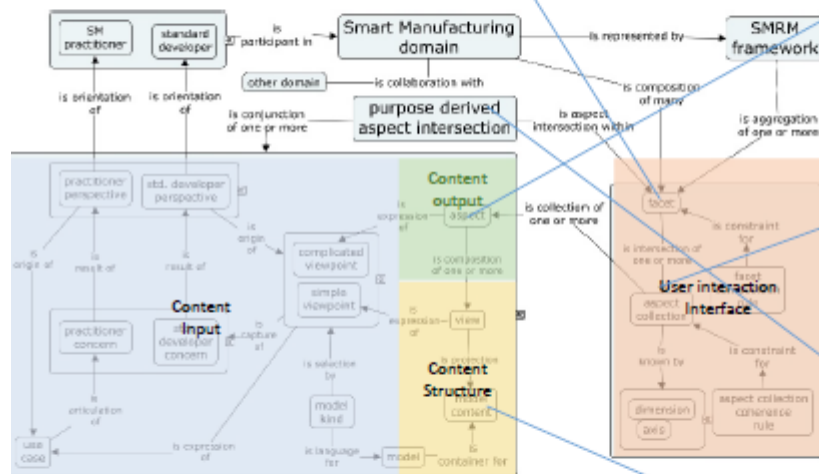 SM
practitioner
standard
developer
is
participant in
Smart Manufacturing
domain
is represented by
SMRM
framework
other domain
is collaboration with
is orientation
of
is orientation
of
is conjunction
of one or more
purpose derived
aspect intersection
is aspect
intersection within
is composition
of many
is aggregation
of one or more
practitioner
perspective
std. developer
perspective
Content
output
is
expression
of
aspect
is collection of
one or more
facet
is
origin of
is
result of
is
result of
is
origin of
complicated
viewpoint
simple
viewpoint
is composition
of one or more
is constraint
for
is intersection of
one or more
facet
rule
User interaction
Interface
aspect
collection
Content
Input
practitioner
concern
developer
concern
is
capture
of
is
expression
of
view
is
known by
is constraint
for
is
articulation of
is selection
by
is projection
Content
Structure
model
content
model
kind
dimension
axis
is
aspect collection
coherence
rule
use
case
is
expression of
is language
for
model
is
container for